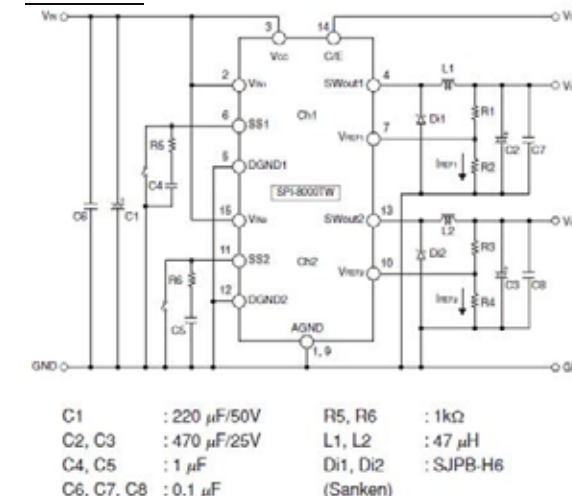 VIN
3
14
V
Vcc
C/E
2
VIN1
SWout1
4
L1
V
Ch1
6
SS1
R5
Di1
R1
C2
C7
7
VREF1
IREF1
R2
5
DGND1
C4
SPI-8000TW
C6
C1
15
VIN2
SWout2
13
L2
V
11
SS2
Ch2
Di2
R3
R6
10
VREF2
C3
C8
12
DGND2
IREF2
R4
C5
AGND
1, 9
GND
G
C1 : 220 μF/50V R5, R6 : 1kΩ
C2, C3 : 470 μF/25V L1, L2 : 47 μH
C4, C5 : 1 μF Di1, Di2 : SJPB-H6
C6, C7, C8 : 0.1 μF (Sanken)